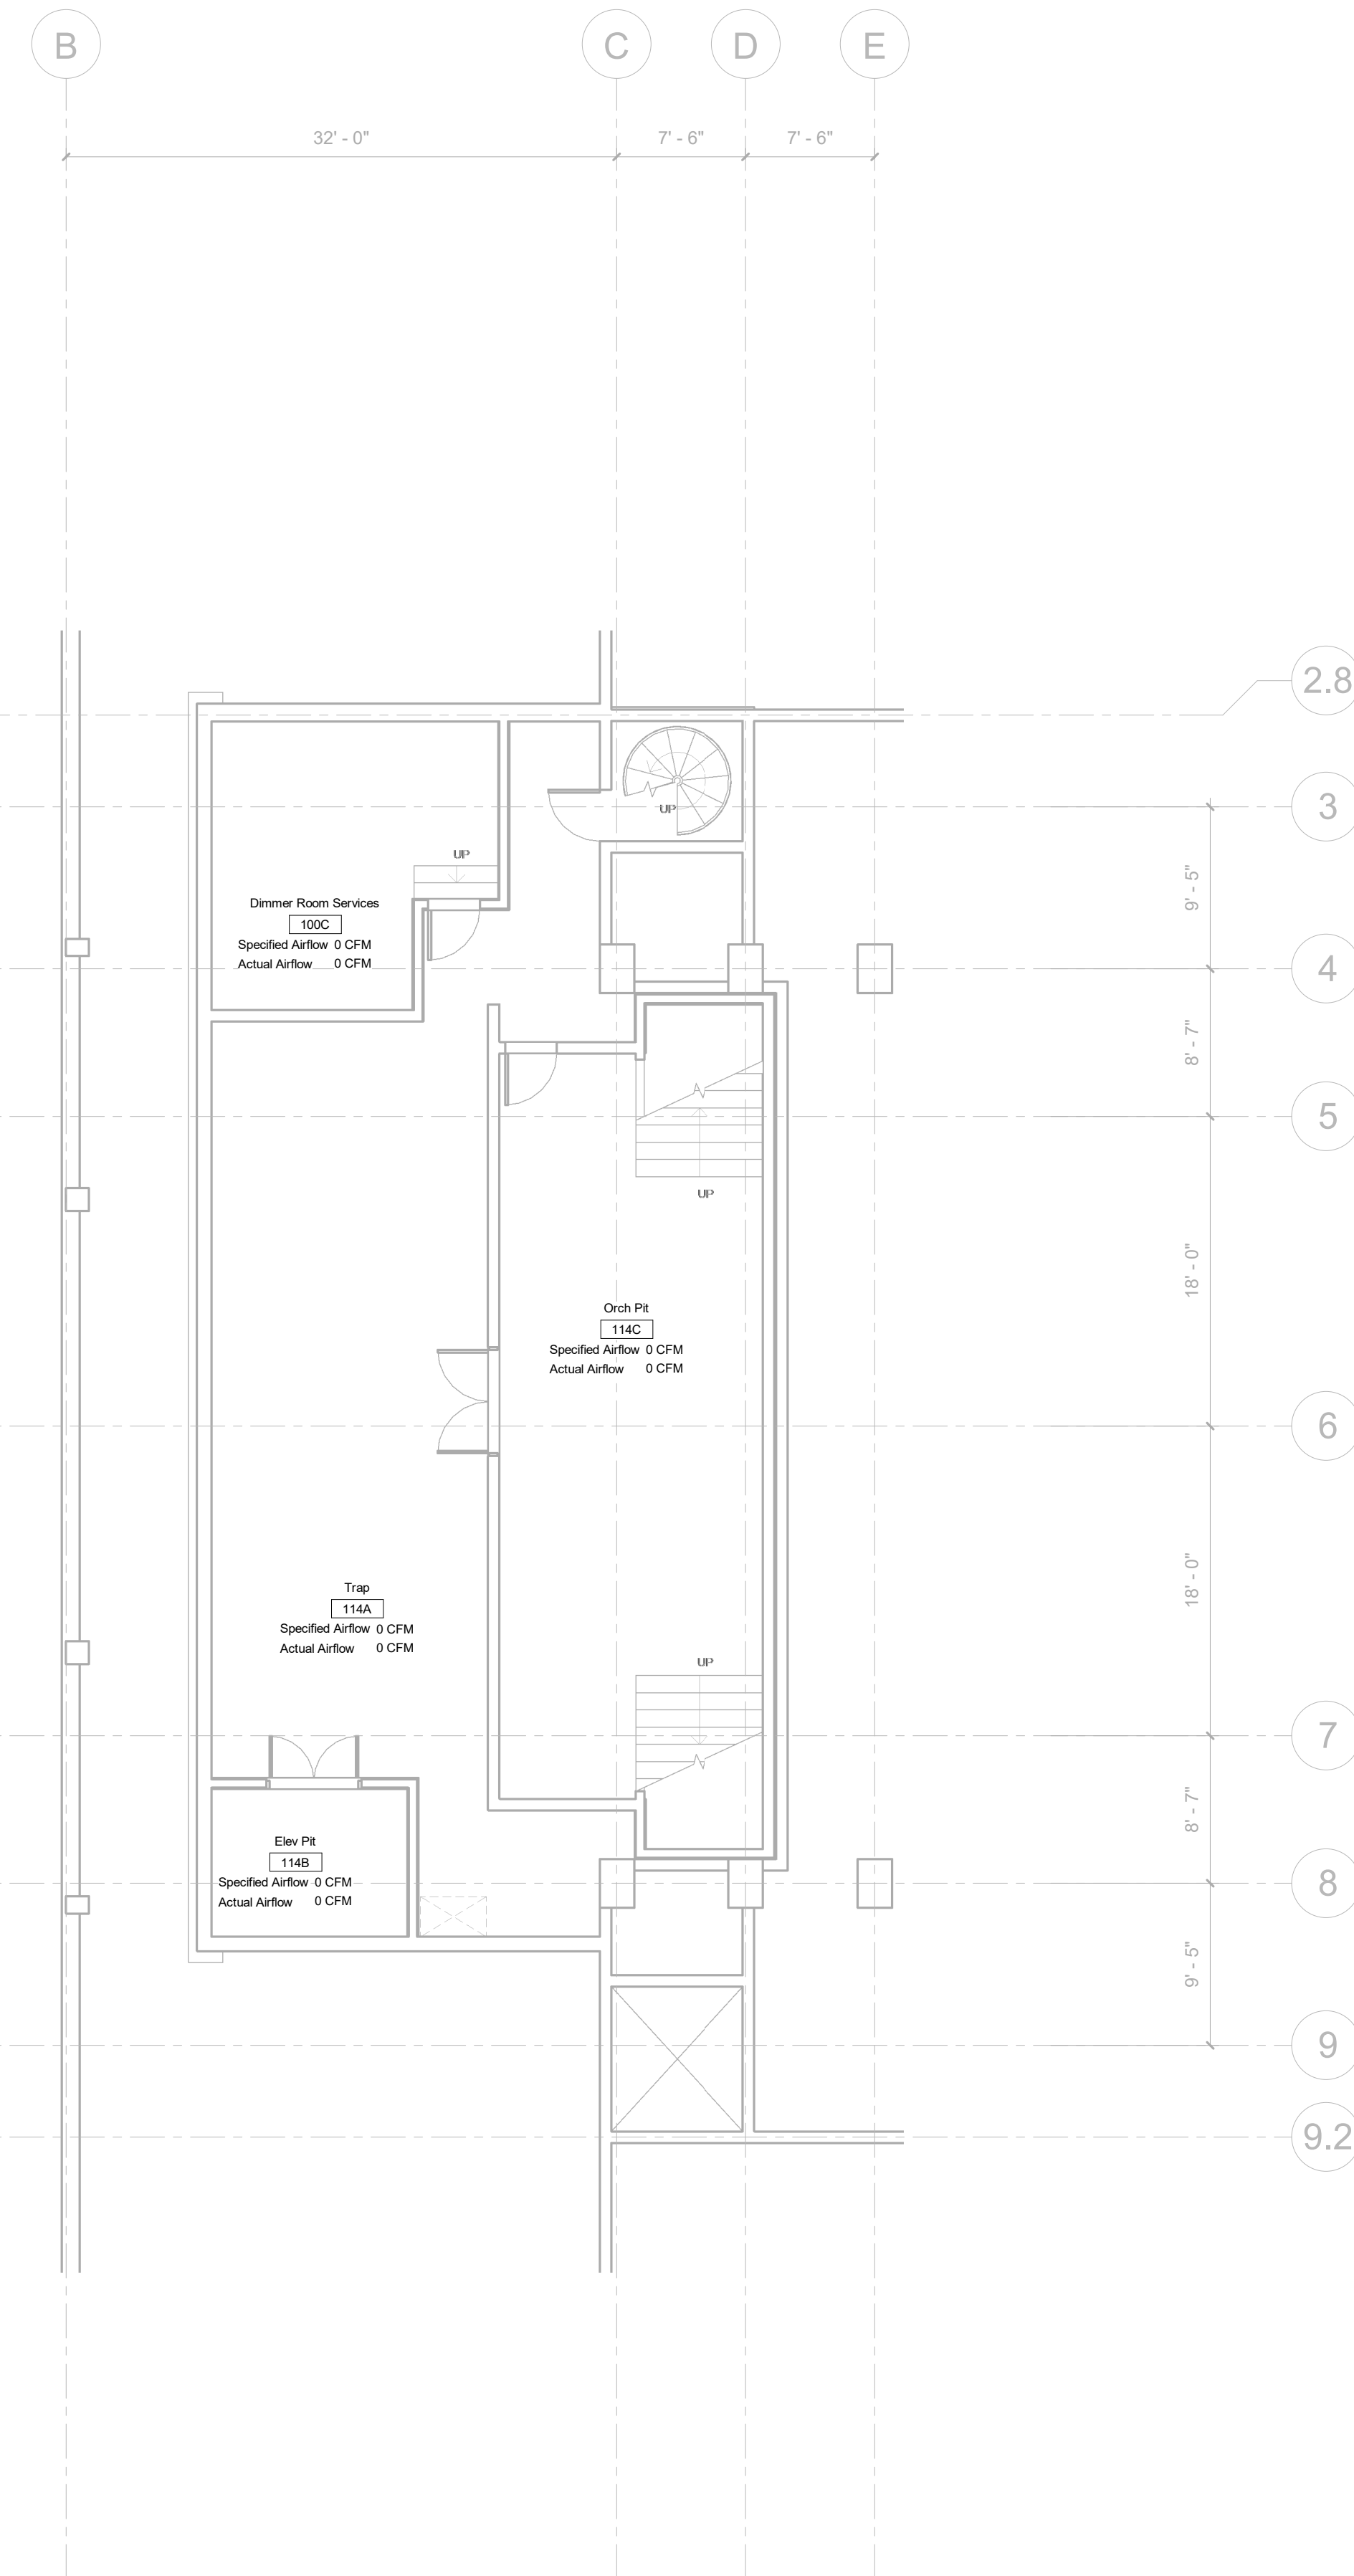 B
C
D
E
32' - 0"
7' - 6"
7' - 6"
2.8
3
UP
UP
9' - 5"
Dimmer Room Services
100C
Specified Airflow 0 CFM
Actual Airflow 0 CFM
4
8' - 7"
5
UP
18' - 0"
Orch Pit
114C
Specified Airflow 0 CFM
Actual Airflow 0 CFM
6
18' - 0"
Trap
114A
Specified Airflow 0 CFM
Actual Airflow 0 CFM
UP
7
8' - 7"
Elev Pit
114B
Specified Airflow 0 CFM
Actual Airflow 0 CFM
8
9' - 5"
9
9.2